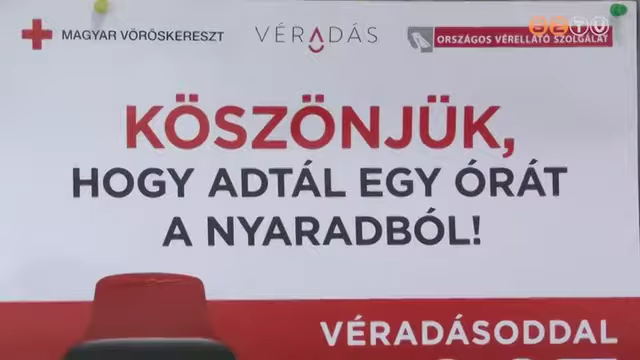 MAGYAR VÖRÖSKERESZT
VÉRADÁS
ORSZÁGOS VÉRELLÁTÓ SZOLGÁLAT
KÖSZÖNJÜK,
HOGY ADTÁL EGY ÓRÁT
A NYARADBÓL!
VÉRADÁSODDAL